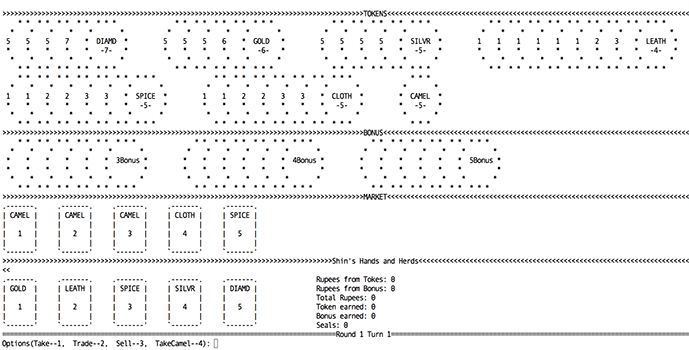 TOKENS
5 5 5 7 DIAMD 5 5 5 6 GOLD 5 5 5 5 SILVR 1 1 1 1 1 2 3 LEATH
-7- -6- -5- -4-
1 1 2 2 3 3 SPICE 1 1 2 2 3 3 CLOTH CAMEL
-5- -5- -5-
BONUS
3Bonus 4Bonus 5Bonus
MARKET
CAMEL CAMEL CAMEL CLOTH SPICE
1 2 3 4 5
Shin's Hands and Herds
<<
Rupees from Tokes: 0
GOLD LEATH SPICE SILVR DIAMD Rupees from Bonus: 0
Total Rupees: 0
1 2 3 4 5 Token earned: 0
Bonus earned: 0
Seals: 0
Round 1 Turn 1
Options(Take--1, Trade--2, Sell--3, TakeCamel--4):